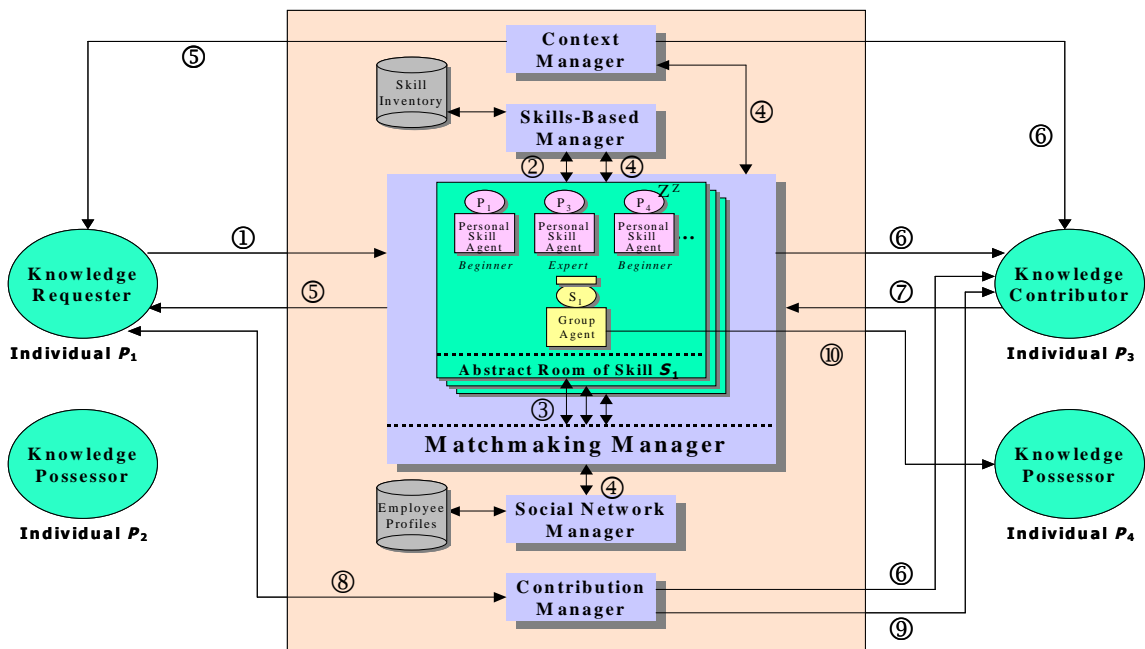 Context
Manager
⑤
Skill
Inventory
④
⑥
Skills-Based
Manager
② ④
Z Z
P1 P3 P4
Personal
Skill
Agent
Personal
Skill
Agent
Personal
Skill
Agent
...
Beginner Expert Beginner
①
⑥
Knowledge
Requester
Individual P1
⑤
S1
Group
Agent
⑦
Knowledge
Contributor
Individual P3
⑩
Abstract Room of Skill S1
③
Matchmaking Manager
Knowledge
Possessor
Individual P2
Knowledge
Possessor
Individual P4
④
Employee
Profiles
Social Network
Manager
⑧
Contribution
Manager
⑥
⑨